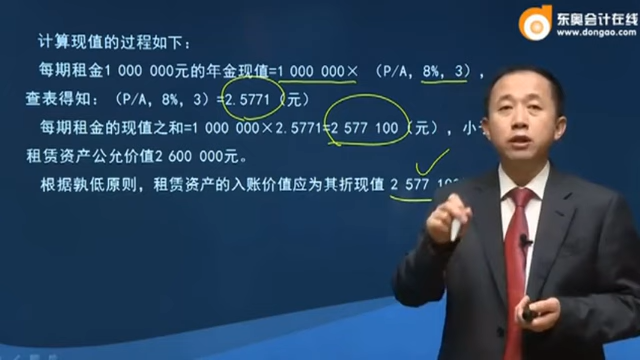 东奥会计在线
www.dongao.com
计算现值的过程如下：
每期租金1 000 000元的年金现值=1 000 000×（P/A，8%，3），
查表得知：（P/A，8%，3）=2.5771（元）
每期租金的现值之和=1 000 000×2.5771=2 577 100（元），小
租赁资产公允价值2 600 000元。
根据孰低原则，租赁资产的入账价值应为其折现值 2 577